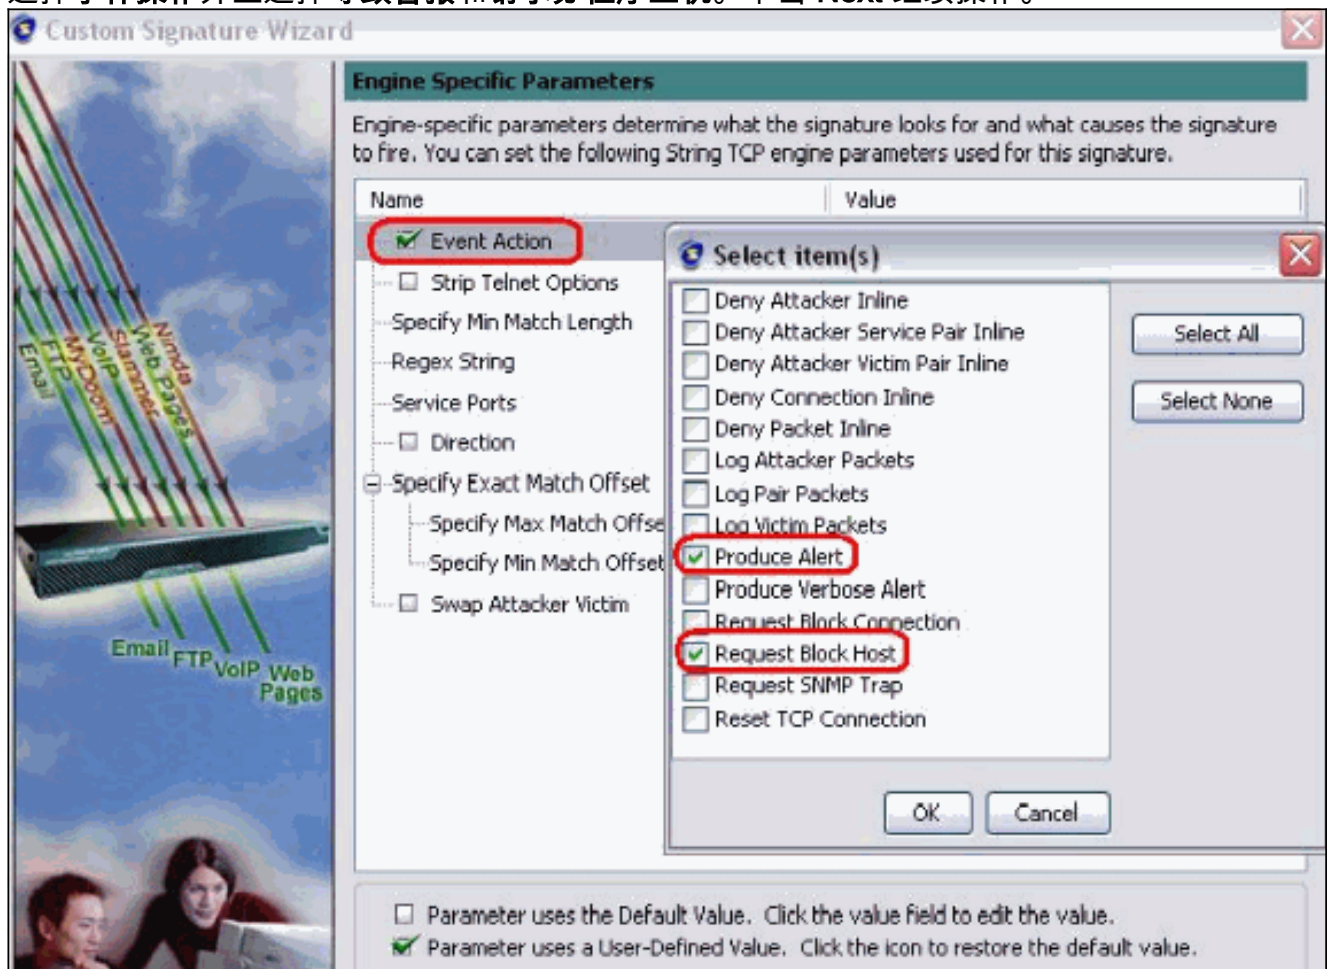 Custom Signature Wizard
Engine Specific Parameters
Engine-specific parameters determine what the signature looks for and what causes the signature
to fire. You can set the following String TCP engine parameters used for this signature.
Name
Value
Event Action
Strip Telnet Options
Specify Min Match Length
Regex String
Service Ports
Direction
Specify Exact Match Offset
Specify Max Match Offse
Specify Min Match Offset
Swap Attacker Victim
Select item(s)
Deny Attacker Inline
Deny Attacker Service Pair Inline
Deny Attacker Victim Pair Inline
Deny Connection Inline
Deny Packet Inline
Log Attacker Packets
Log Pair Packets
Log Victim Packets
Produce Alert
Produce Verbose Alert
Request Block Connection
Request Block Host
Request SNMP Trap
Reset TCP Connection
Select All
Select None
OK
Cancel
Email
FTP
MyDoom
VoIP
Slammer
Web Pages
Nimda
Email
FTP
VoIP
Web
Pages
Parameter uses the Default Value. Click the value field to edit the value.
Parameter uses a User-Defined Value. Click the icon to restore the default value.